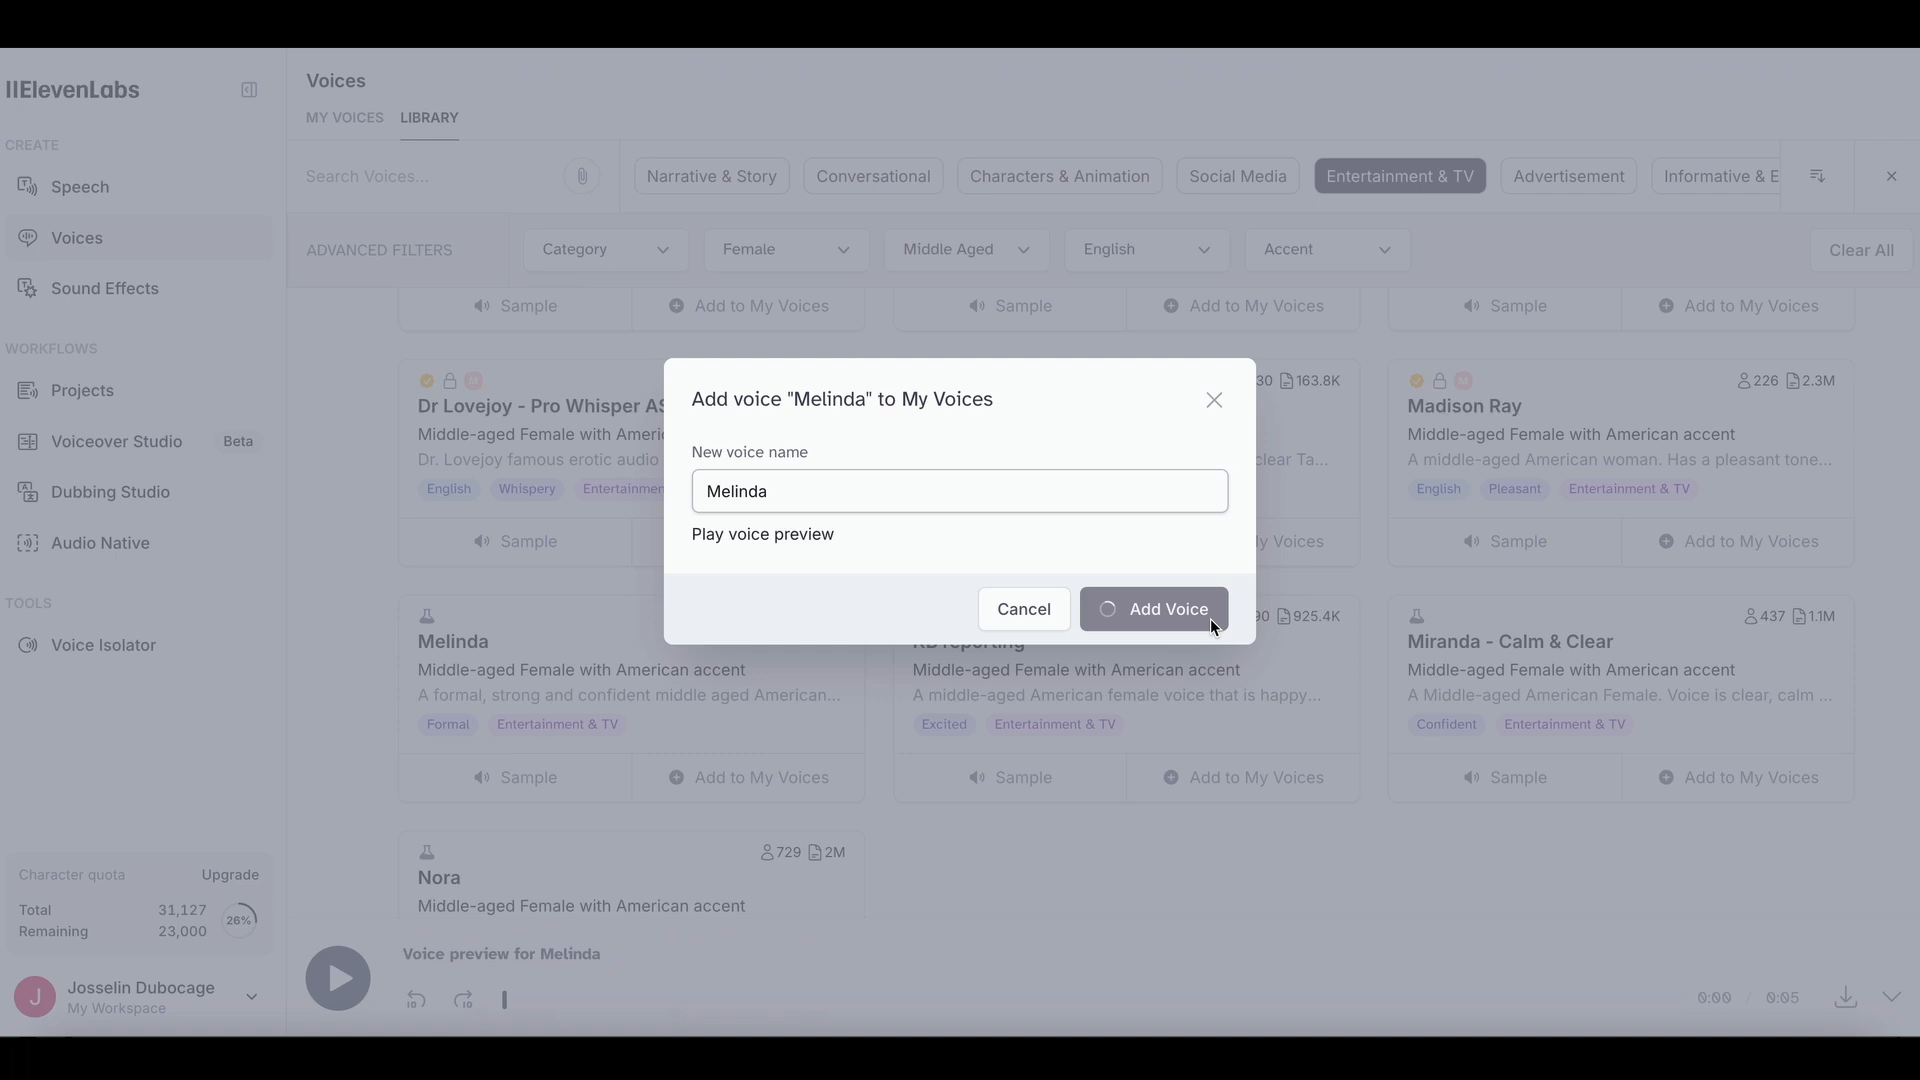 IIElevenLabs
CREATE
Speech
Voices
Sound Effects
WORKFLOWS
Projects
Voiceover Studio Beta
Dubbing Studio
Audio Native
TOOLS
Voice Isolator
Character quota Upgrade
Total 31,127
Remaining 23,000
26%
J
Josselin Dubocage
My Workspace
Voices
MY VOICES LIBRARY
Search Voices...
Narrative & Story Conversational Characters & Animation Social Media Entertainment & TV Advertisement Informative & E
ADVANCED FILTERS Category Female Middle Aged English Accent Clear All
Sample Add to My Voices Sample Add to My Voices Sample Add to My Voices
Dr Lovejoy - Pro Whisper AS
Middle-aged Female with Ameri
Dr. Lovejoy famous erotic audio
English Whispery Entertainmen
Sample
30 163.8K
clear Ta...
My Voices
226 2.3M
Madison Ray
Middle-aged Female with American accent
A middle-aged American woman. Has a pleasant tone...
English Pleasant Entertainment & TV
Sample Add to My Voices
Add voice "Melinda" to My Voices
New voice name
Melinda
Play voice preview
Cancel Add Voice
Melinda
Middle-aged Female with American accent
A formal, strong and confident middle aged American...
Formal Entertainment & TV
Sample Add to My Voices
90 925.4K
reporting
Middle-aged Female with American accent
A middle-aged American female voice that is happy...
Excited Entertainment & TV
Sample Add to My Voices
437 1.1M
Miranda - Calm & Clear
Middle-aged Female with American accent
A Middle-aged American Female. Voice is clear, calm ...
Confident Entertainment & TV
Sample Add to My Voices
729 2M
Nora
Middle-aged Female with American accent
Voice preview for Melinda
10 10
0:00 / 0:05